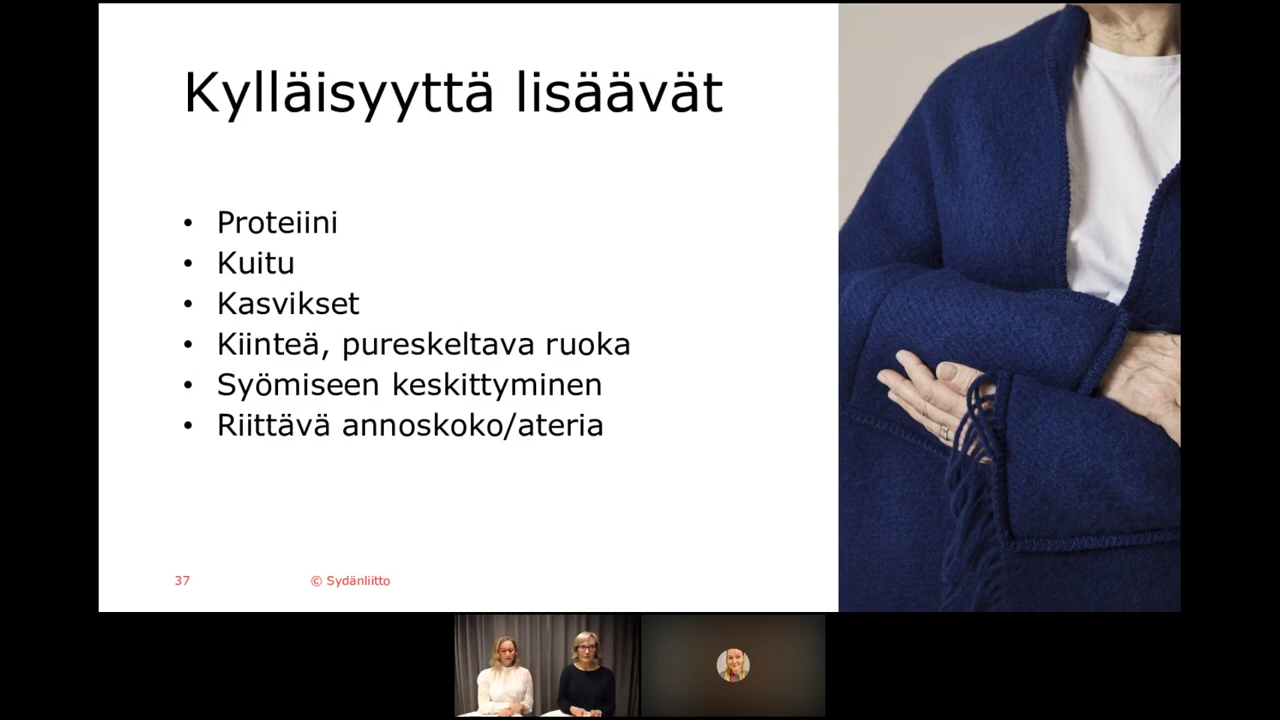 Kylläisyyttä lisäävät
• Proteiini
• Kuitu
• Kasvikset
• Kiinteä, pureskeltava ruoka
• Syömiseen keskittyminen
• Riittävä annoskoko/ateria
37 © Sydänliitto